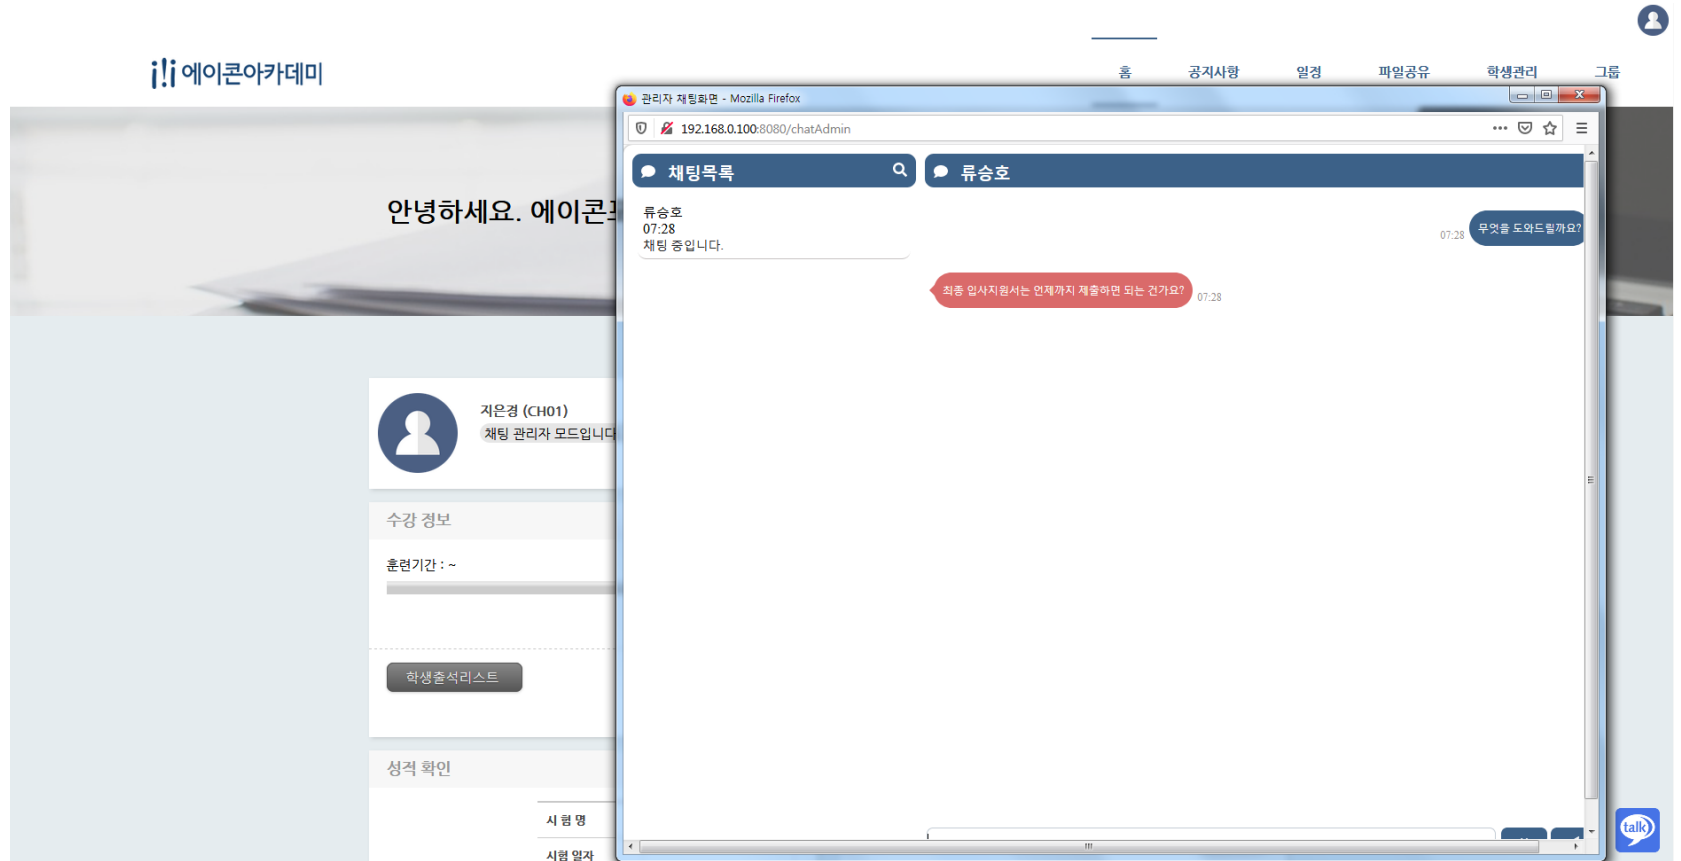 에이콘아카데미
홈 공지사항 일경 파일공유 학생관리 그룹
안녕하세요. 에이콘
지은경 (CH01)
채팅 관리자 모드입니다
수강 정보
훈련기간 : ~
학생출석리스트
성적 확인
시 험 명
시험 일자
관리자 채팅화면 - Mozilla Firefox
192.168.0.100:8080/chatAdmin
채팅목록
류승호
07:28
채팅 중입니다.
류승호
07:28 무엇을 도와드릴까요?
최종 입사지원서는 언제까지 제출하면 되는 건가요? 07:28
talk